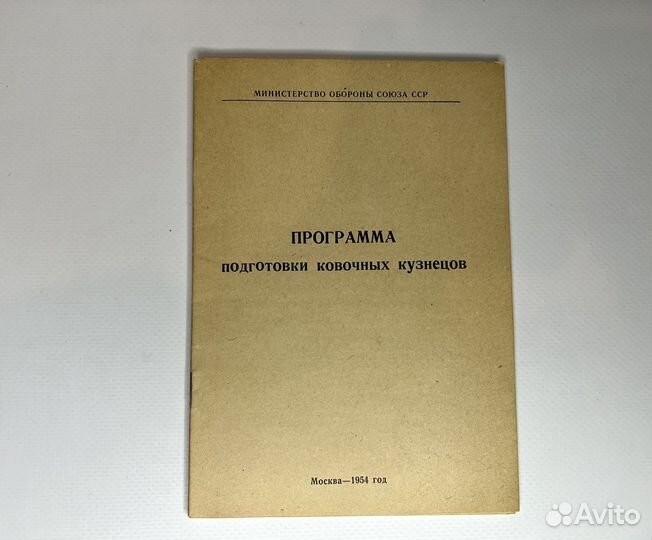 МИНИСТЕРСТВО ОБОРОНЫ СОЮЗА ССР
ПРОГРАММА
подготовки ковочных кузнецов
Москва—1954 год
Avito